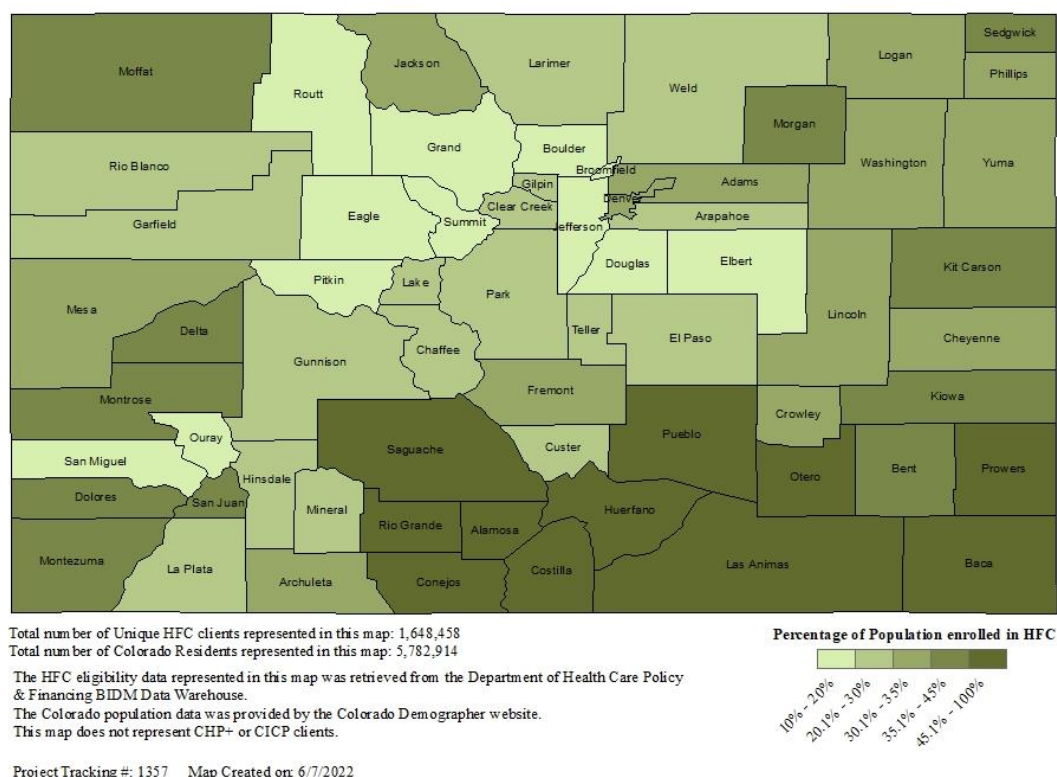 Sedgwick
Moffat
Jackson
Larimer
Logan
Phillips
Weld
Routt
Morgan
Grand
Boulder
Washington
Yuma
Rio Blanco
Broomfield
Gilpin
Adams
Denver
Clear Creek
Eagle
Summit
Arapahoe
Garfield
Jefferson
Elbert
Douglas
Kit Carson
Pitkin
Lake
Park
Mesa
Lincoln
Delta
Teller
El Paso
Cheyenne
Chaffee
Gunnison
Fremont
Montrose
Kiowa
Crowley
Ouray
Pueblo
Saguache
Custer
San Miguel
Bent
Prowers
Otero
Hinsdale
Dolores
San Juan
Mineral
Huerfano
Rio Grande
Alamosa
Montezuma
La Plata
Costilla
Las Animas
Baca
Archuleta
Conejos
Total number of Unique HFC clients represented in this map: 1,648,458
Total number of Colorado Residents represented in this map: 5,782,914
The HFC eligibility data represented in this map was retrieved from the Department of Health Care Policy
& Financing BIDM Data Warehouse.
The Colorado population data was provided by the Colorado Demographer website.
This map does not represent CHP+ or CICP clients.
Project Tracking #: 1357 Map Created on: 6/7/2022
Percentage of Population enrolled in HFC
10% - 20%
20.1% - 30%
30.1% - 35%
35.1% - 45%
45.1% - 100%